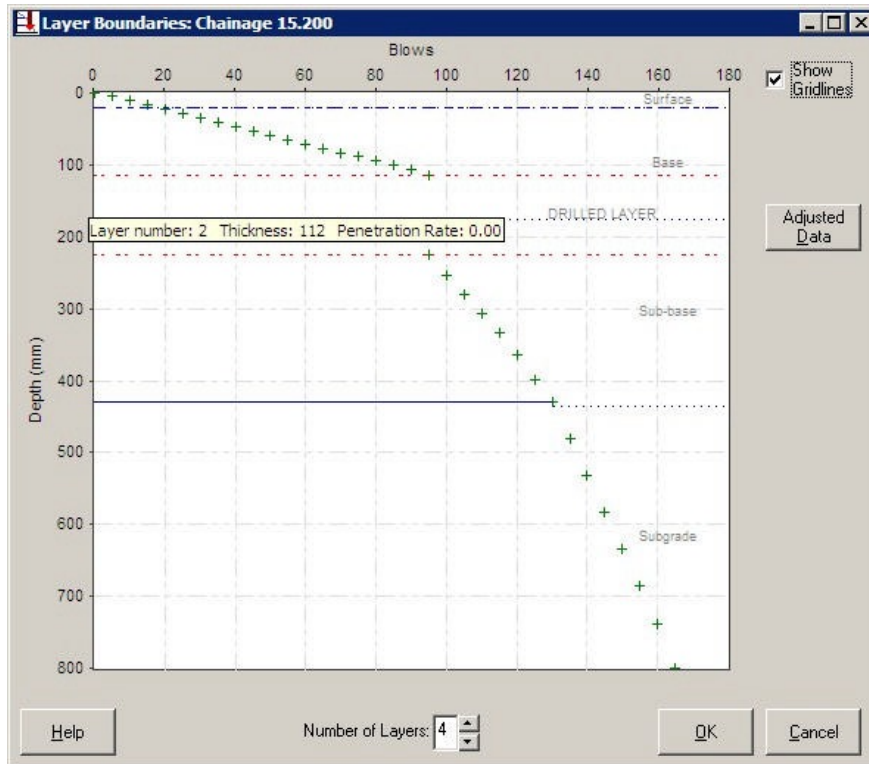 Layer Boundaries: Chainage 15.200
Blows
0 20 40 60 80 100 120 140 160 180
Show
Gridlines
0
Surface
100
Base
DRILLED LAYER
Adjusted
Data
200
Layer number: 2 Thickness: 112 Penetration Rate: 0.00
300
Sub-base
Depth (mm)
400
500
600
Subgrade
700
800
Help
Number of Layers: 4
OK
Cancel